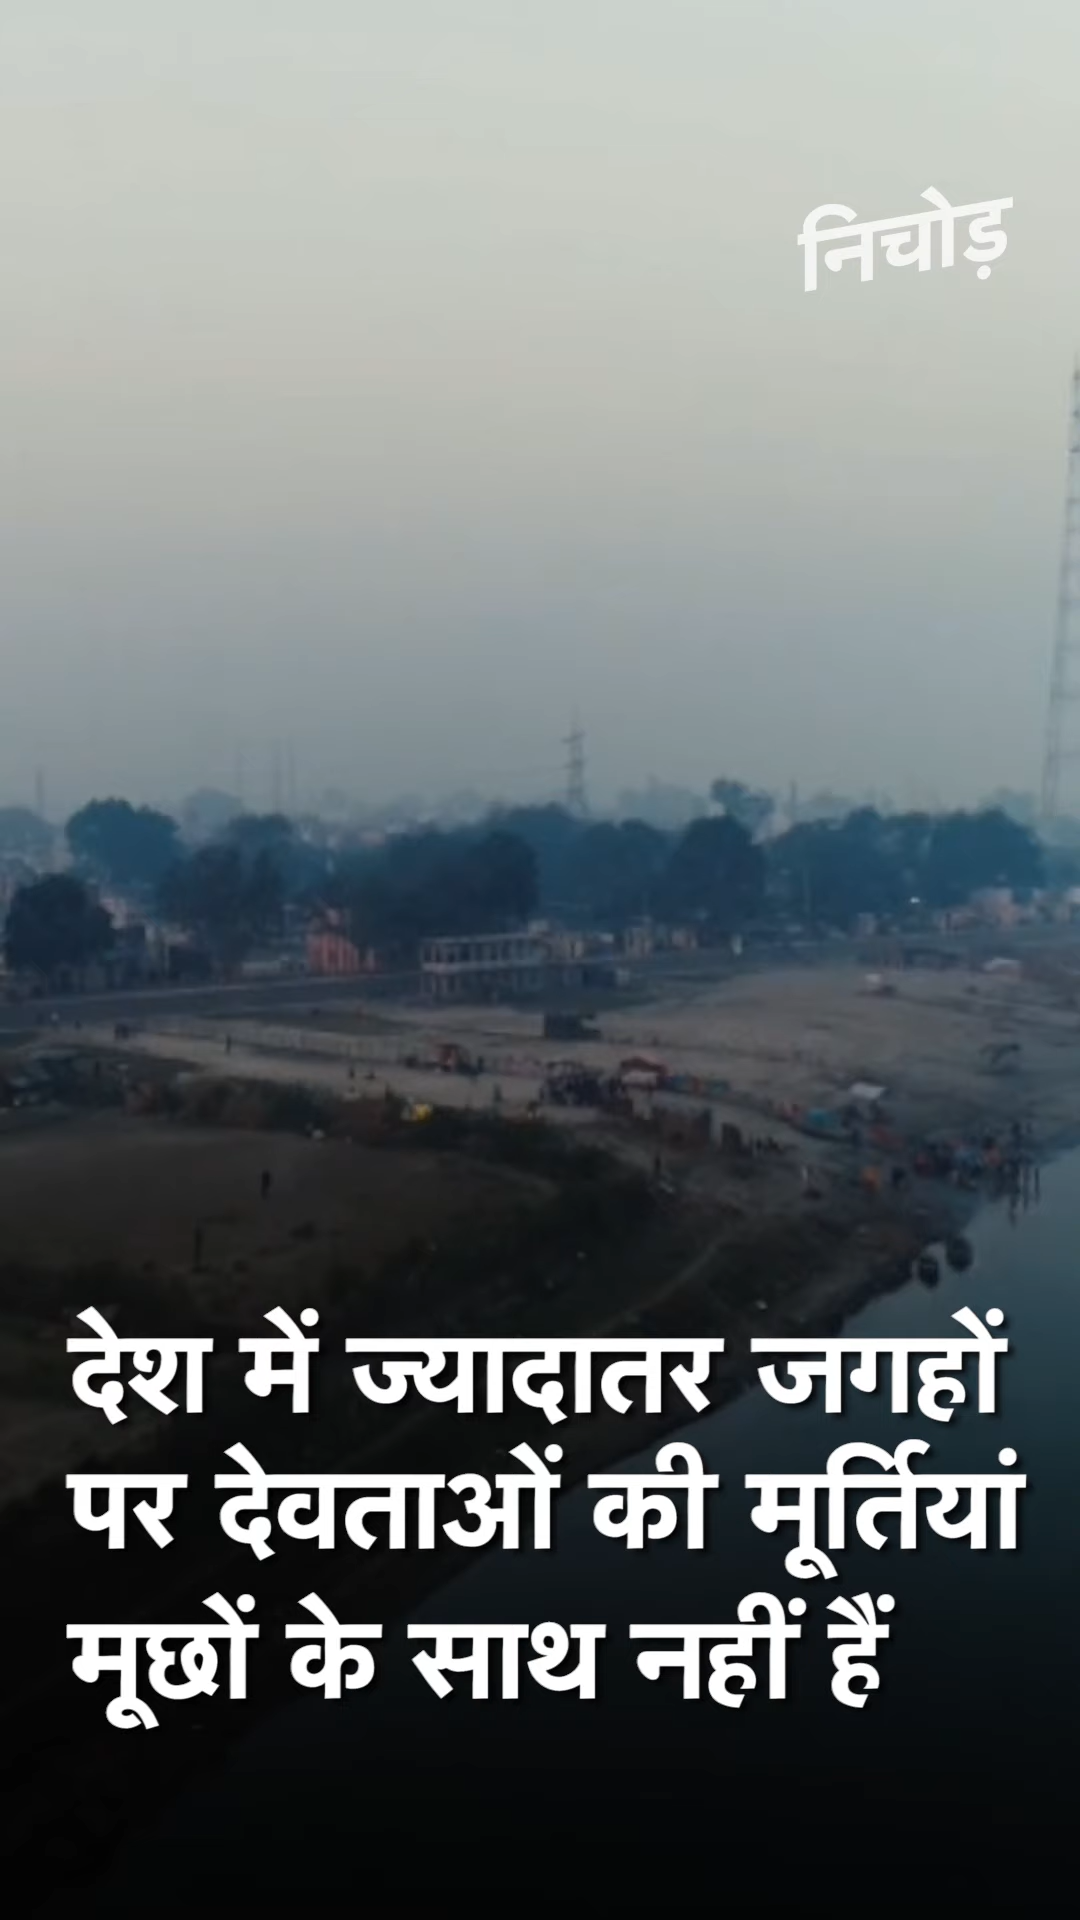 निचोड़
देश में ज्यादातर जगहों
पर देवताओं की मूर्तियां
मूछों के साथ नहीं हैं